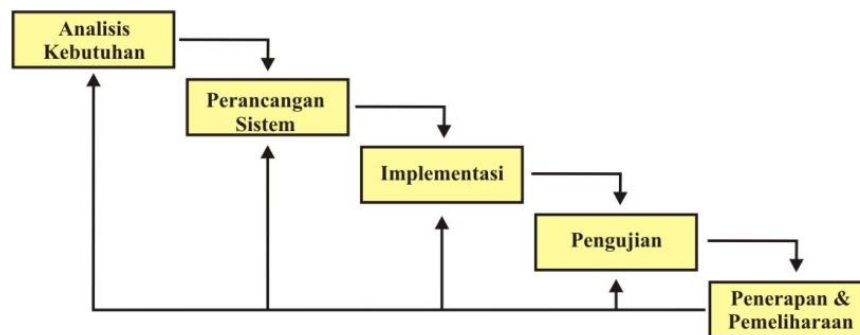 Analisis
Kebutuhan
Perancangan
Sistem
Implementasi
Pengujian
Penerapan &
Pemeliharaan